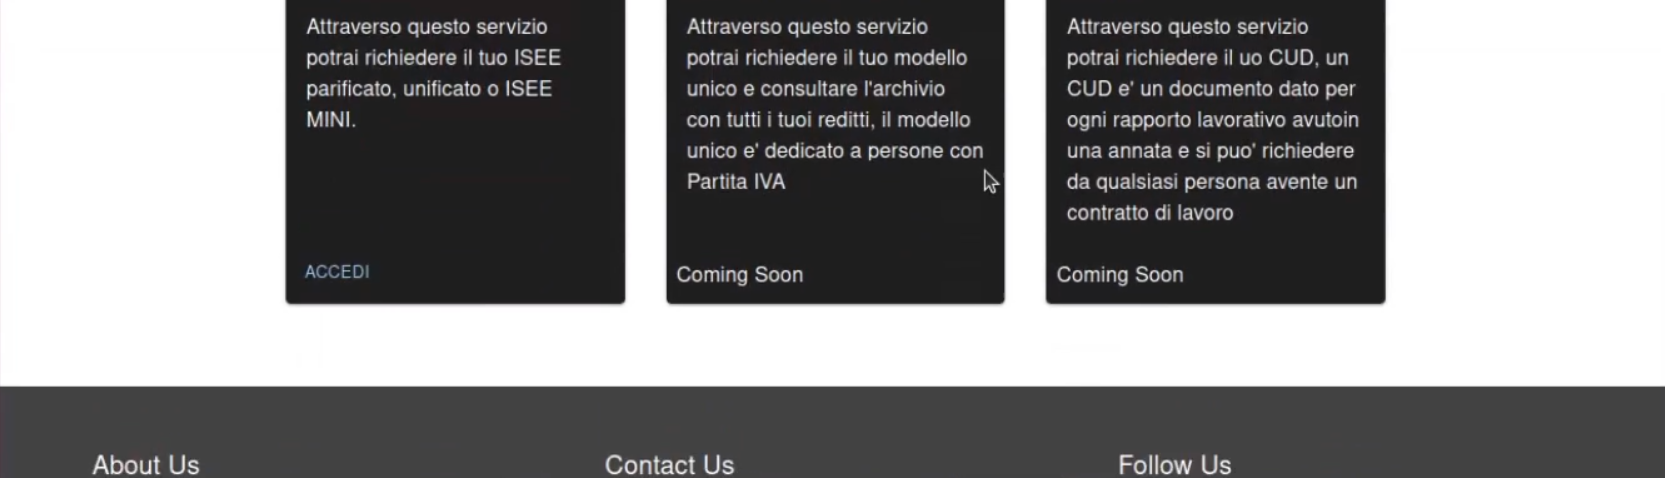 Attraverso questo servizio
potrai richiedere il tuo ISEE
parificato, unificato o ISEE
MINI.
ACCEDI
Attraverso questo servizio
potrai richiedere il tuo modello
unico e consultare l'archivio
con tutti i tuoi reditti, il modello
unico e' dedicato a persone con
Partita IVA
Coming Soon
Attraverso questo servizio
potrai richiedere il uo CUD, un
CUD e' un documento dato per
ogni rapporto lavorativo avutoin
una annata e si puo' richiedere
da qualsiasi persona avente un
contratto di lavoro
Coming Soon
About Us
Contact Us
Follow Us